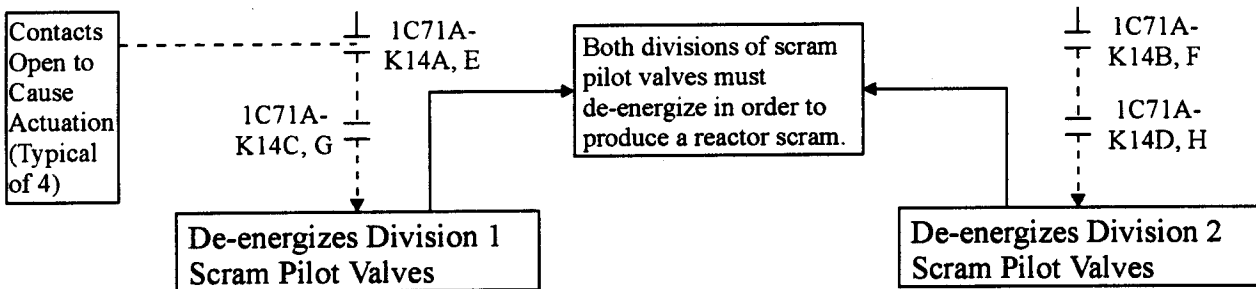 Contacts
Open to
Cause
Actuation
(Typical
of 4)
1C71A-
K14A, E
1C71A-
K14C, G
De-energizes Division 1
Scram Pilot Valves
Both divisions of scram
pilot valves must
de-energize in order to
produce a reactor scram.
1C71A-
K14B, F
1C71A-
K14D, H
De-energizes Division 2
Scram Pilot Valves